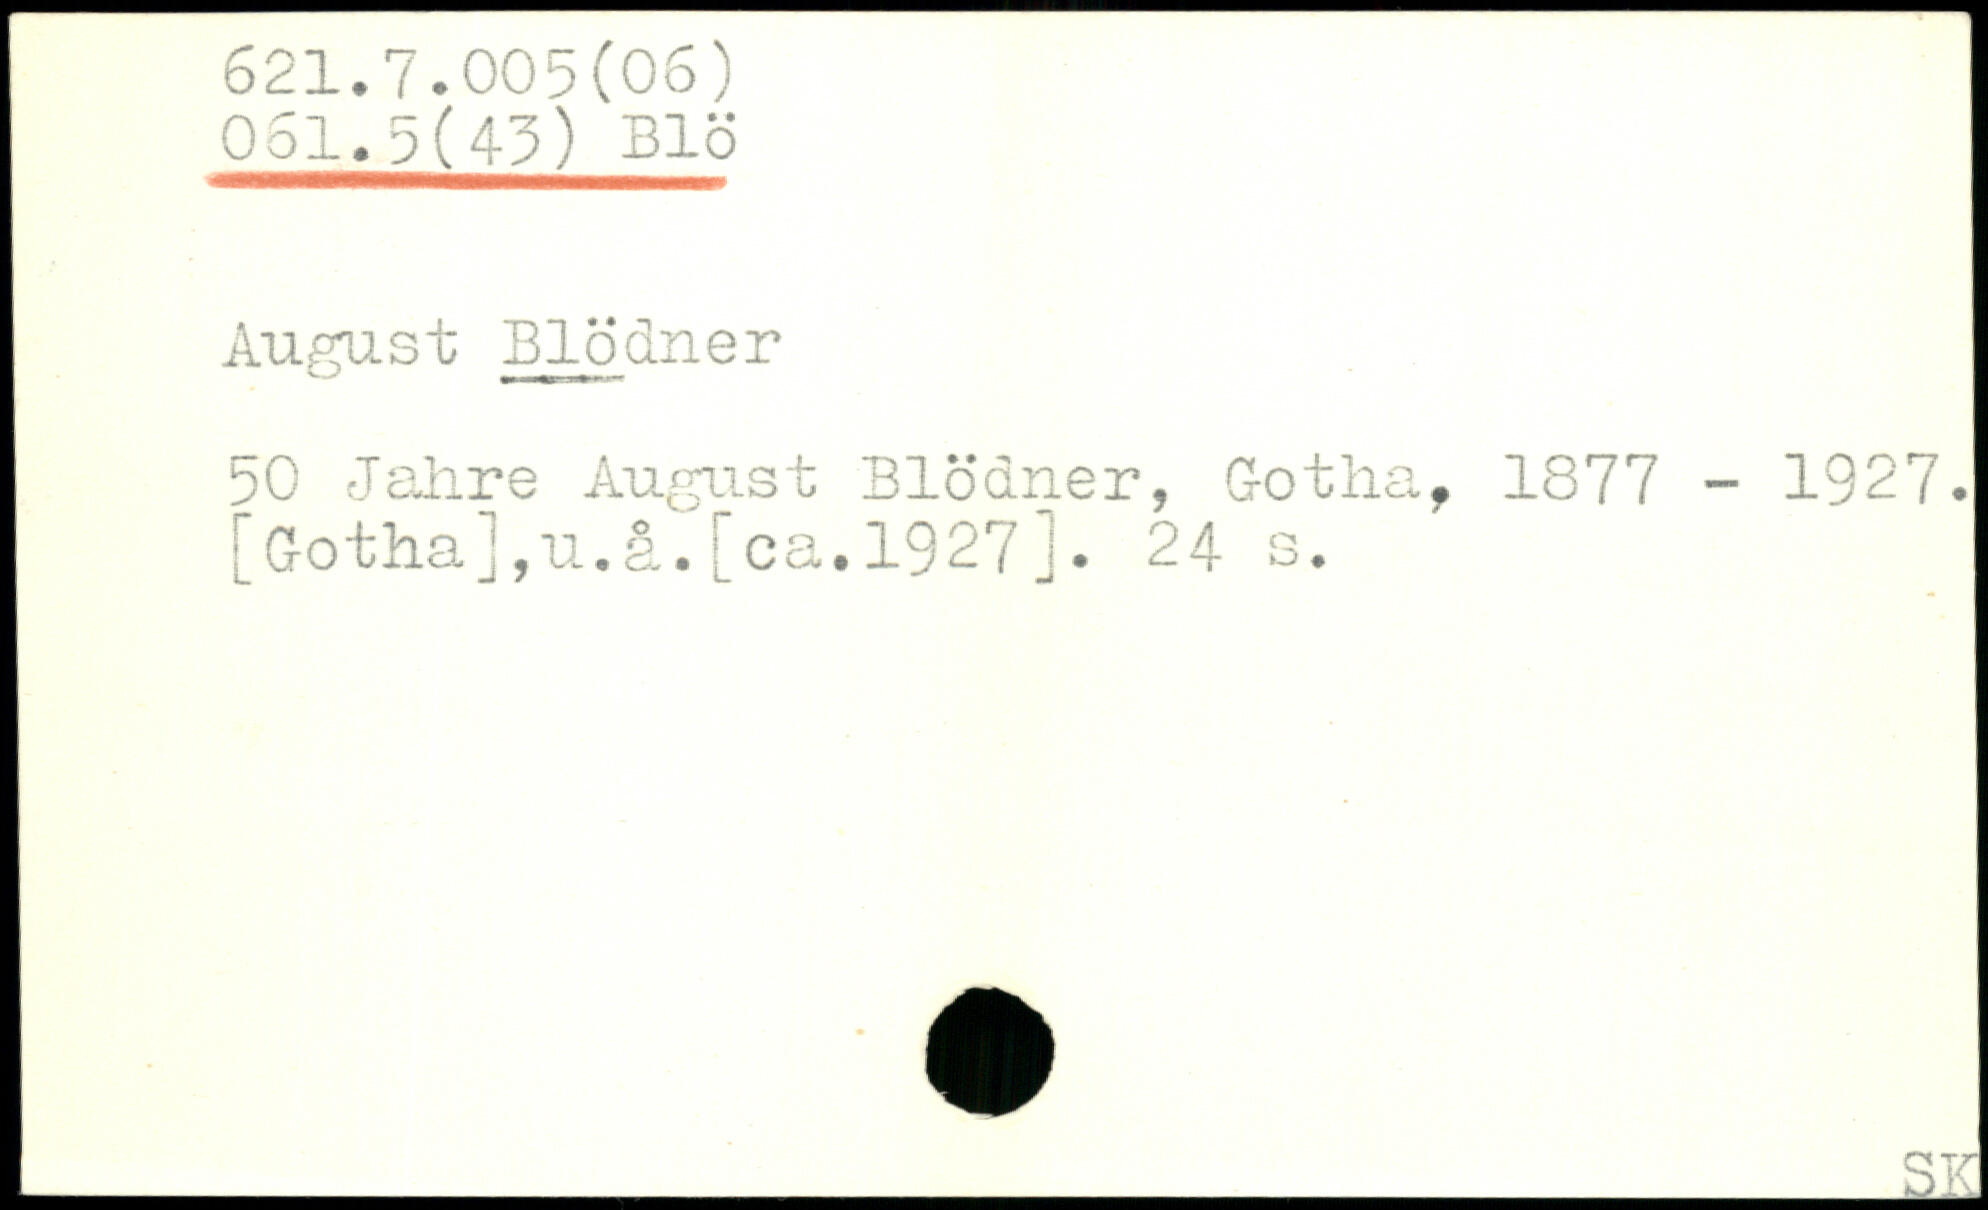 621.7.005(06)
061.5(43) Blö
August Blödner
50 Jahre August Blödner, Gotha, 1877 - 1927.
[Gotha],u.å.[ca.1927]. 24 s.
SK